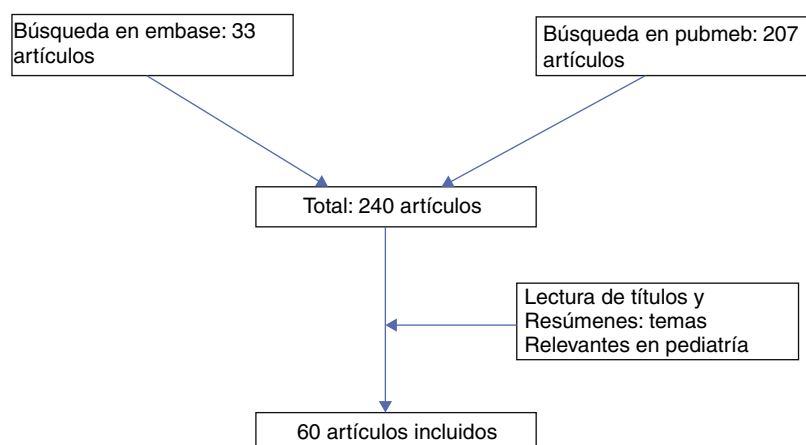 Búsqueda en embase: 33
artículos
Búsqueda en pubmeb: 207
artículos
Total: 240 artículos
Lectura de títulos y
Resúmenes: temas
Relevantes en pediatría
60 artículos incluidos